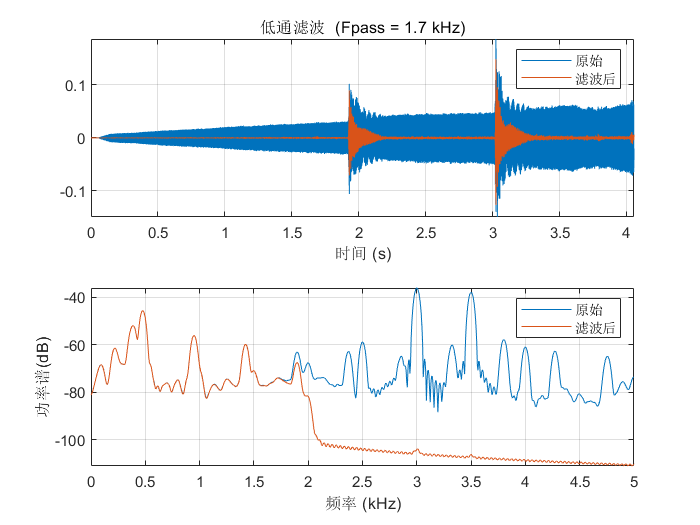 低通滤波 (Fpass = 1.7 kHz)
原始
滤波后
0.1
0
-0.1
0 0.5 1 1.5 2 2.5 3 3.5 4
时间 (s)
原始
滤波后
-40
-60
-80
-100
功率谱(dB)
0 0.5 1 1.5 2 2.5 3 3.5 4 4.5 5
频率 (kHz)